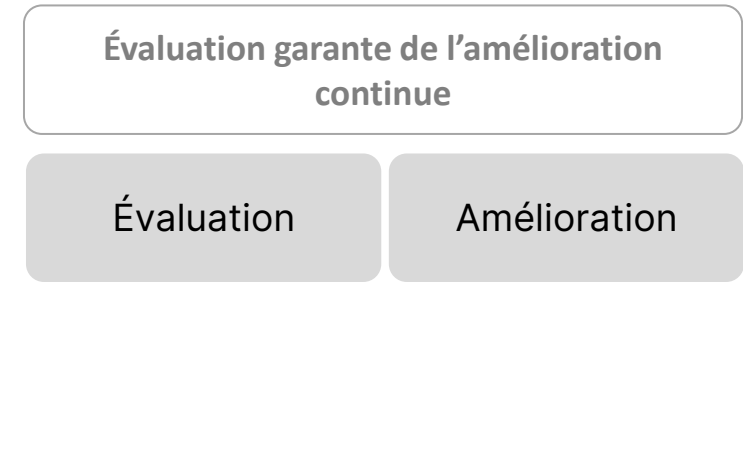 Évaluation garante de l’amélioration
continue
Évaluation
Amélioration